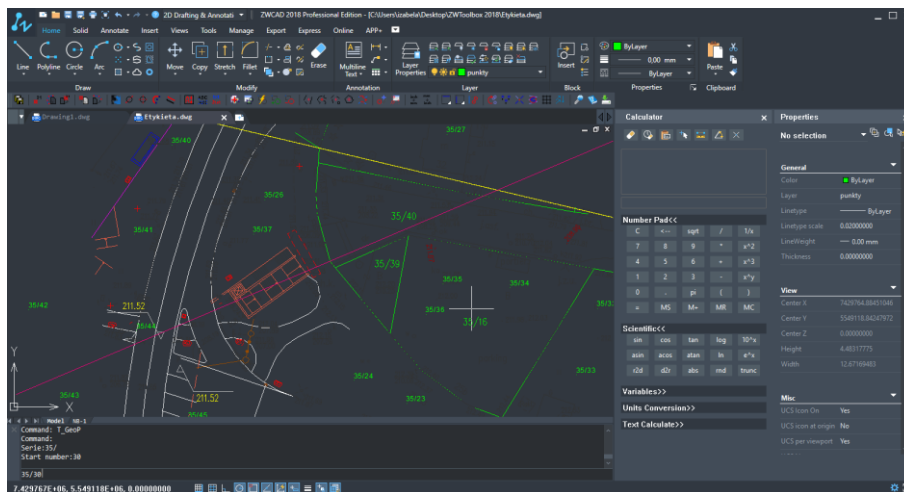 2D Drafting & Annotati
ZWCAD 2018 Professional Edition - [C:\Users\izabela\Desktop\ZWToolbox 2018\Etykieta.dwg]
Home Solid Annotate Insert Views Tools Manage Export Express Online APP+
Line Polyline Circle Arc
Move Copy Stretch Fillet Erase
Multiline Text
Layer Properties
punkty
Insert
ByLayer
0,00 mm
ByLayer
Paste
Draw Modify Annotation Layer Block Properties Clipboard
Drawing1.dwg Etykieta.dwg
35/27
35/40
35/26
35/40
35/41
35/37
35/39
35/35
35/34
35/42
211.52
35/36
35/16
35/44
35/24
35/33
35/43
211.52
35/23
35/45
Y
X
Model
Command: T_GeoP
Command:
Serie:35/
Start number:30
35/30
7.429767E+06, 5.549118E+06, 0.00000000
Calculator
Number Pad<<
C <-- sqrt / 1/x
7 8 9 * x^2
4 5 6 + x^3
1 2 3 - x^y
0 . pi ( )
= MS M+ MR MC
Scientific<<
sin cos tan log 10^x
asin acos atan ln e^x
r2d d2r abs rnd trunc
Variables>>
Units Conversion>>
Text Calculate>>
Properties
No selection
General
Color ByLayer
Layer punkty
Linetype ByLayer
Linetype scale 0.02000000
LineWeight 0.00 mm
Thickness 0.00000000
View
Center X 7429764.88451046
Center Y 5549118.84247972
Center Z 0.00000000
Height 4.48317775
Width 12.67169483
Misc
UCS Icon On Yes
UCS icon at origin No
UCS per viewport Yes